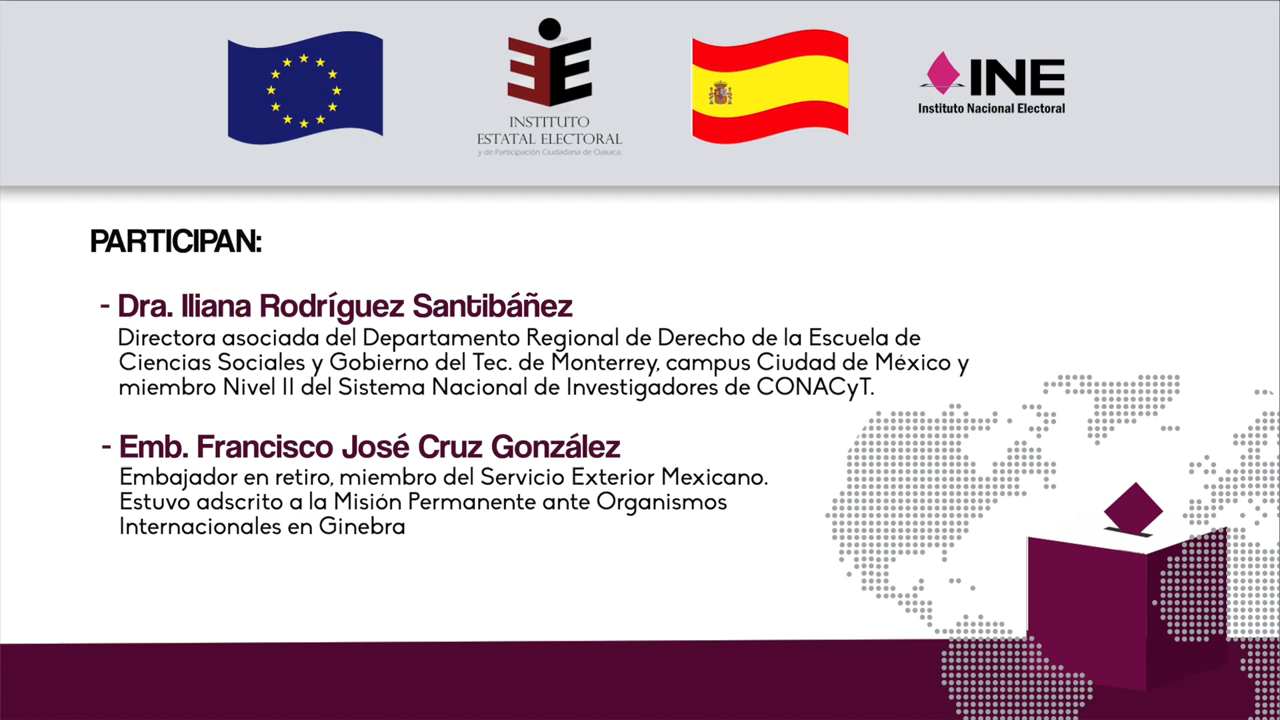 INSTITUTO
ESTATAL ELECTORAL
y de Participación Ciudadana de Oaxaca.
INE
Instituto Nacional Electoral
PARTICIPAN:
- Dra. Iliana Rodríguez Santibáñez
Directora asociada del Departamento Regional de Derecho de la Escuela de
Ciencias Sociales y Gobierno del Tec. de Monterrey, campus Ciudad de México y
miembro Nivel II del Sistema Nacional de Investigadores de CONACyT.
- Emb. Francisco José Cruz González
Embajador en retiro, miembro del Servicio Exterior Mexicano.
Estuvo adscrito a la Misión Permanente ante Organismos
Internacionales en Ginebra